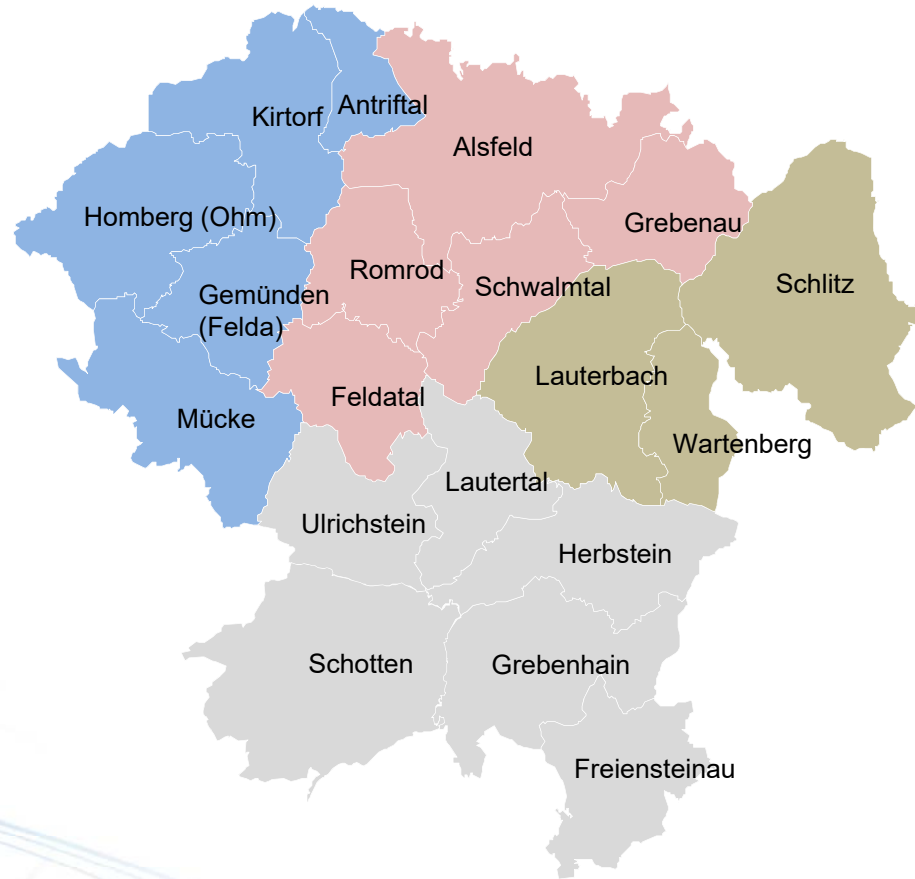 Antriftal
Kirtorf
Alsfeld
Homberg (Ohm)
Grebenau
Romrod
Schwalmtal
Schlitz
Gemünden
(Felda)
Lauterbach
Feldatal
Mücke
Wartenberg
Lautertal
Ulrichstein
Herbstein
Schotten
Grebenhain
Freiensteinau